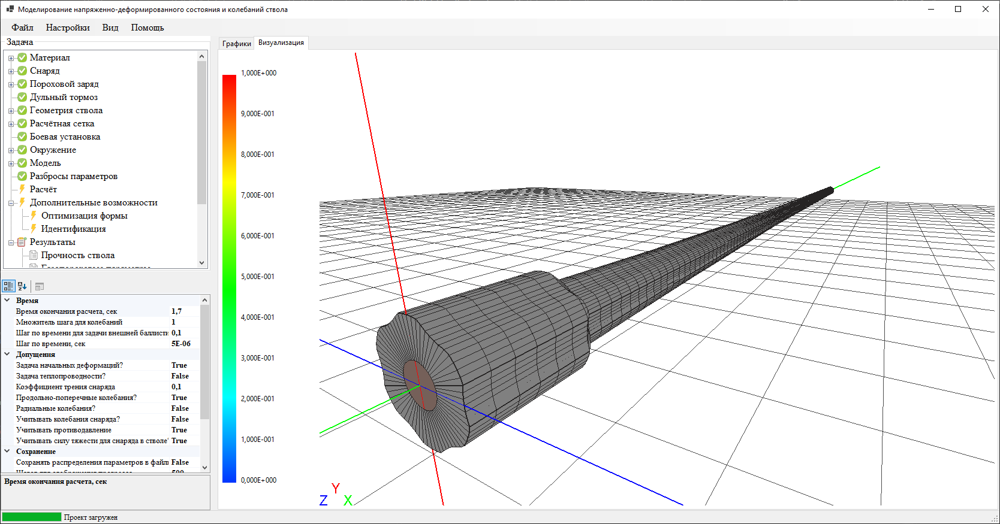 Моделирование напряженно-деформированного состояния и колебаний ствола
Файл Настройки Вид Помощь
Задача
Материал
Снаряд
Пороховой заряд
Дульный тормоз
Геометрия ствола
Расчётная сетка
Боевая установка
Окружение
Модель
Разбросы параметров
Расчёт
Дополнительные возможности
Оптимизация формы
Идентификация
Результаты
Прочность ствола
Время
Время окончания расчета, сек 1,7
Множитель шага для колебаний 1
Шаг по времени для задачи внешней баллисти 0,1
Шаг по времени, сек 5E-06
Допущения
Задача начальных деформаций? True
Задача теплопроводности? False
Коэффициент трения снаряда 0,1
Продольно-поперечные колебания? True
Радиальные колебания? False
Учитывать колебания снаряда? False
Учитывать противодавление True
Учитывать силу тяжести для снаряда в стволе? True
Сохранение
Сохранять распределения параметров в файл False
Время окончания расчета, сек
Проект загружен
Графики Визуализация
1,000E+000
9,000E-001
8,000E-001
7,000E-001
6,000E-001
5,000E-001
4,000E-001
3,000E-001
2,000E-001
1,000E-001
0,000E+000
Y
Z X